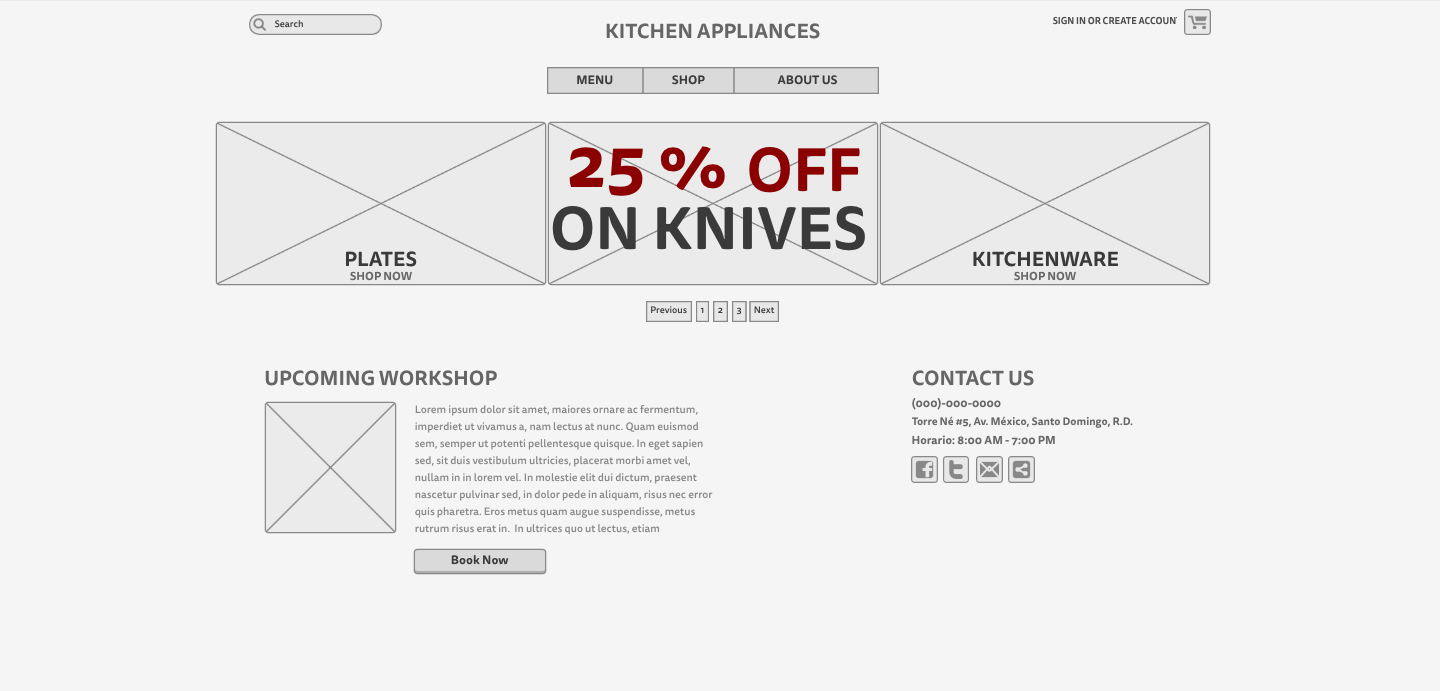 Search
KITCHEN APPLIANCES
SIGN IN OR CREATE ACCOUN
MENU
SHOP
ABOUT US
PLATES
SHOP NOW
25 % OFF
ON KNIVES
KITCHENWARE
SHOP NOW
Previous
1
2
3
Next
UPCOMING WORKSHOP
Lorem ipsum dolor sit amet, maiores ornare ac fermentum,
imperdiet ut vivamus a, nam lectus at nunc. Quam euismod
sem, semper ut potenti pellentesque quisque. In eget sapien
sed, sit duis vestibulum ultricies, placerat morbi amet vel,
nullam in in lorem vel. In molestie elit dui dictum, praesent
nascetur pulvinar sed, in dolor pede in aliquam, risus nec error
quis pharetra. Eros metus quam augue suspendisse, metus
rutrum risus erat in. In ultrices quo ut lectus, etiam
Book Now
CONTACT US
(000)-000-0000
Torre Né #5, Av. México, Santo Domingo, R.D.
Horario: 8:00 AM - 7:00 PM